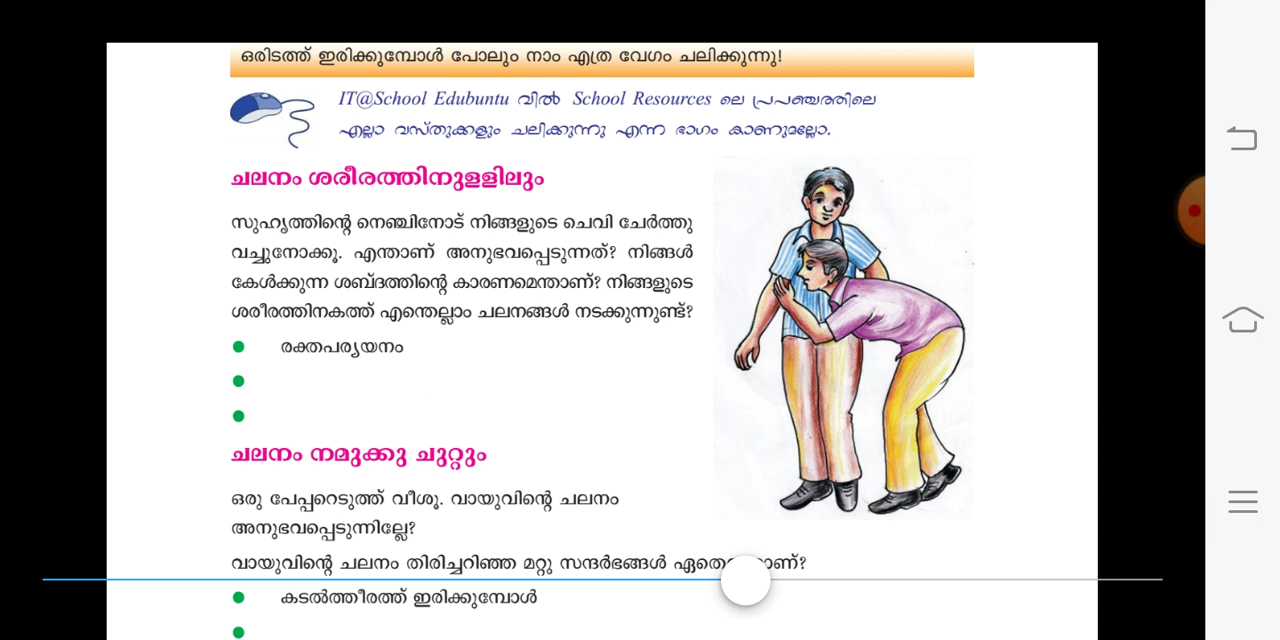 ഒരിടത്ത് ഇരിക്കുമ്പോൾ പോലും നാം എത്ര വേഗം ചലിക്കുന്നു!
IT@School Edubuntu വിൽ School Resources ലെ പ്രപഞ്ചത്തിലെ
എല്ലാ വസ്തുക്കളും ചലിക്കുന്നു എന്ന ഭാഗം കാണുമല്ലോ.
ചലനം ശരീരത്തിനുള്ളിലും
സുഹൃത്തിന്റെ നെഞ്ചിനോട് നിങ്ങളുടെ ചെവി ചേർത്തു
വച്ചുനോക്കൂ. എന്താണ് അനുഭവപ്പെടുന്നത്? നിങ്ങൾ
കേൾക്കുന്ന ശബ്ദത്തിന്റെ കാരണമെന്താണ്? നിങ്ങളുടെ
ശരീരത്തിനകത്ത് എന്തെല്ലാം ചലനങ്ങൾ നടക്കുന്നുണ്ട്?
രക്തപര്യയനം
ചലനം നമുക്കു ചുറ്റും
ഒരു പേപ്പറെടുത്ത് വീശൂ. വായുവിന്റെ ചലനം
അനുഭവപ്പെടുന്നില്ലേ?
വായുവിന്റെ ചലനം തിരിച്ചറിഞ്ഞ മറ്റു സന്ദർഭങ്ങൾ
കടൽത്തീരത്ത് ഇരിക്കുമ്പോൾ